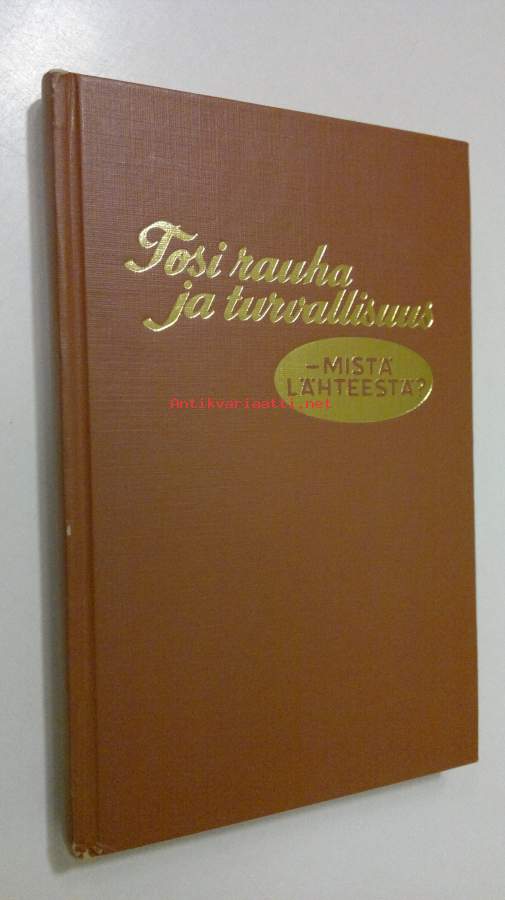 Tosi rauha
ja turvallisuus
–MISTÄ
LÄHTEESTÄ?
Antikvariaatti.net